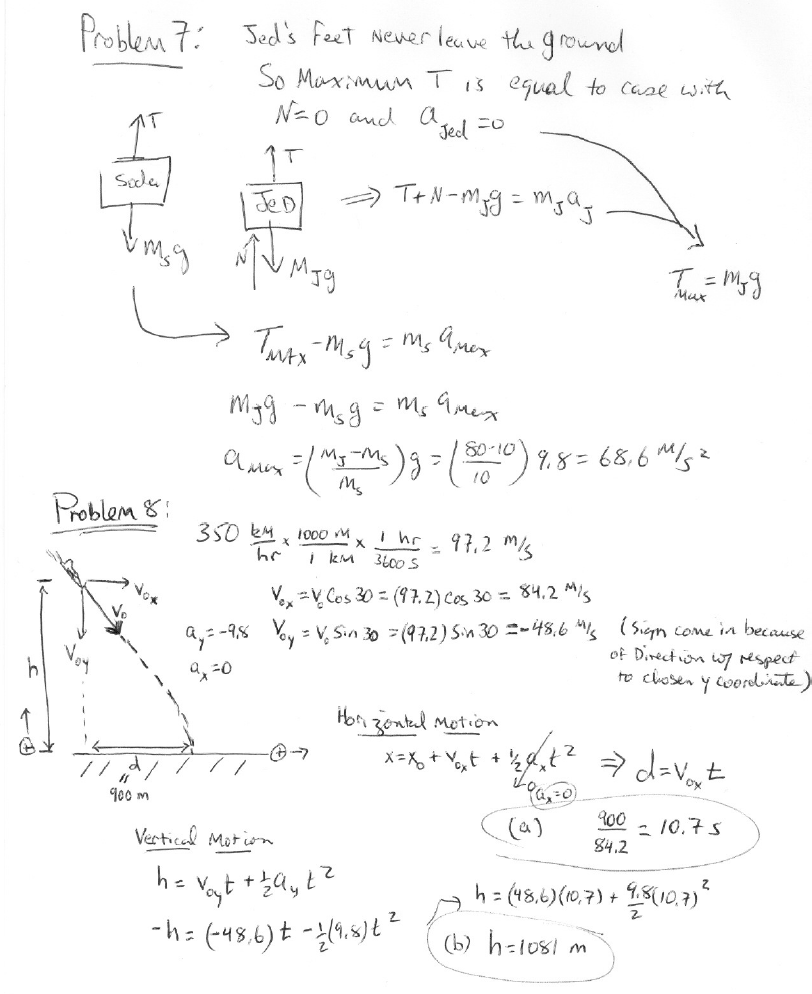 Problem 7: Jed's Feet Never leave the ground
So Maximum T is equal to case with
N=0 and a_Jed =0
T
Soda
m_s g
T
JeD
N
M_J g
⟹ T+N-m_J g = m_J a_J
T_Max = m_J g
T_MAX - m_s g = m_s a_max
m_J g - m_s g = m_s a_max
a_max = ( (M_J - M_s) / M_s ) g = ( (80-10) / 10 ) 9.8 = 68.6 M/s²
Problem 8:
350 km/hr × 1000 m/1 km × 1 hr/3600 s = 97.2 m/s
V_ox
V_o
V_oy
h
V_ox = V_o Cos 30 = (97.2) cos 30 = 84.2 M/s
a_y = -9.8 V_oy = V_o Sin 30 = (97.2) Sin 30 = -48.6 M/s (sign come in because
of Direction w/ respect
to chosen y coordinate)
a_x = 0
+
+
d
"
900 m
Horizontal Motion
x = x_o + V_ox t + ½ a_x t² ⟹ d = V_ox t
0
(a_x=0)
(a) 900/84.2 = 10.7 s
Vertical Motion
h = v_oy t + ½ a_y t²
-h = (-48.6) t - ½(9.8) t²
h = (48.6)(10.7) + 9.8/2 (10.7)²
(b) h = 1081 m